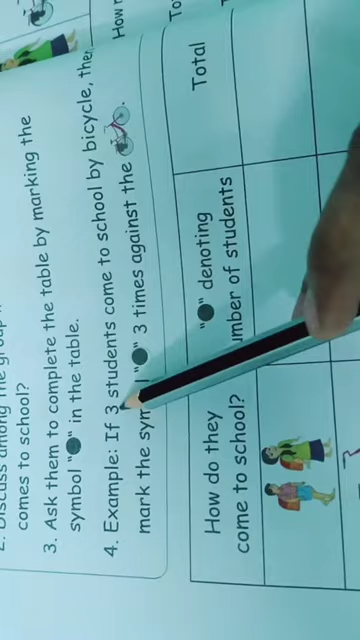 comes to school?
3. Ask them to complete the table by marking the
symbol "●" in the table.
4. Example: If 3 students come to school by bicycle, then
mark the sym "●" 3 times against the
How do they
come to school?
"●" denoting
umber of students
Total